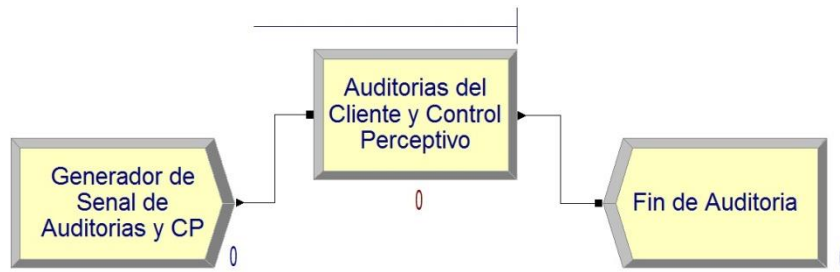 Auditorias del
Cliente y Control
Perceptivo
0
Generador de
Senal de
Auditorias y CP
0
Fin de Auditoria